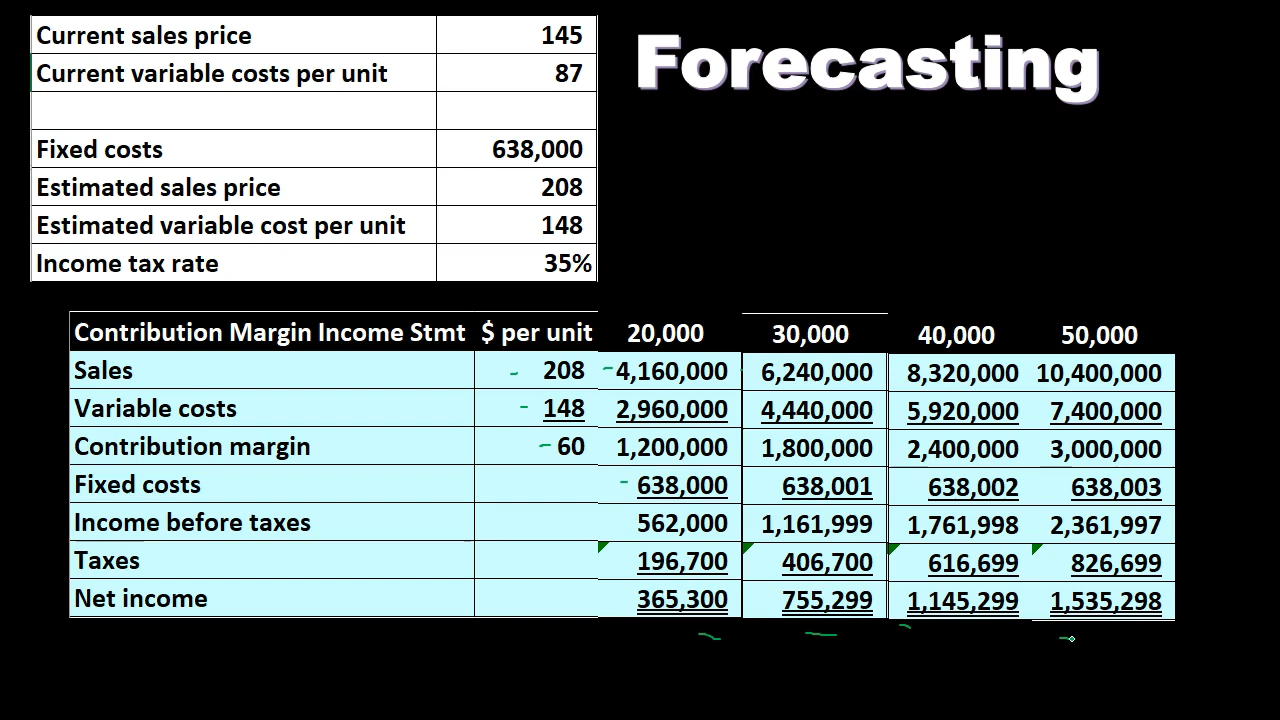 Forecasting
Current sales price 145
Current variable costs per unit 87
Fixed costs 638,000
Estimated sales price 208
Estimated variable cost per unit 148
Income tax rate 35%
Contribution Margin Income Stmt $ per unit 20,000 30,000 40,000 50,000
Sales 208 4,160,000 6,240,000 8,320,000 10,400,000
Variable costs 148 2,960,000 4,440,000 5,920,000 7,400,000
Contribution margin 60 1,200,000 1,800,000 2,400,000 3,000,000
Fixed costs 638,000 638,001 638,002 638,003
Income before taxes 562,000 1,161,999 1,761,998 2,361,997
Taxes 196,700 406,700 616,699 826,699
Net income 365,300 755,299 1,145,299 1,535,298